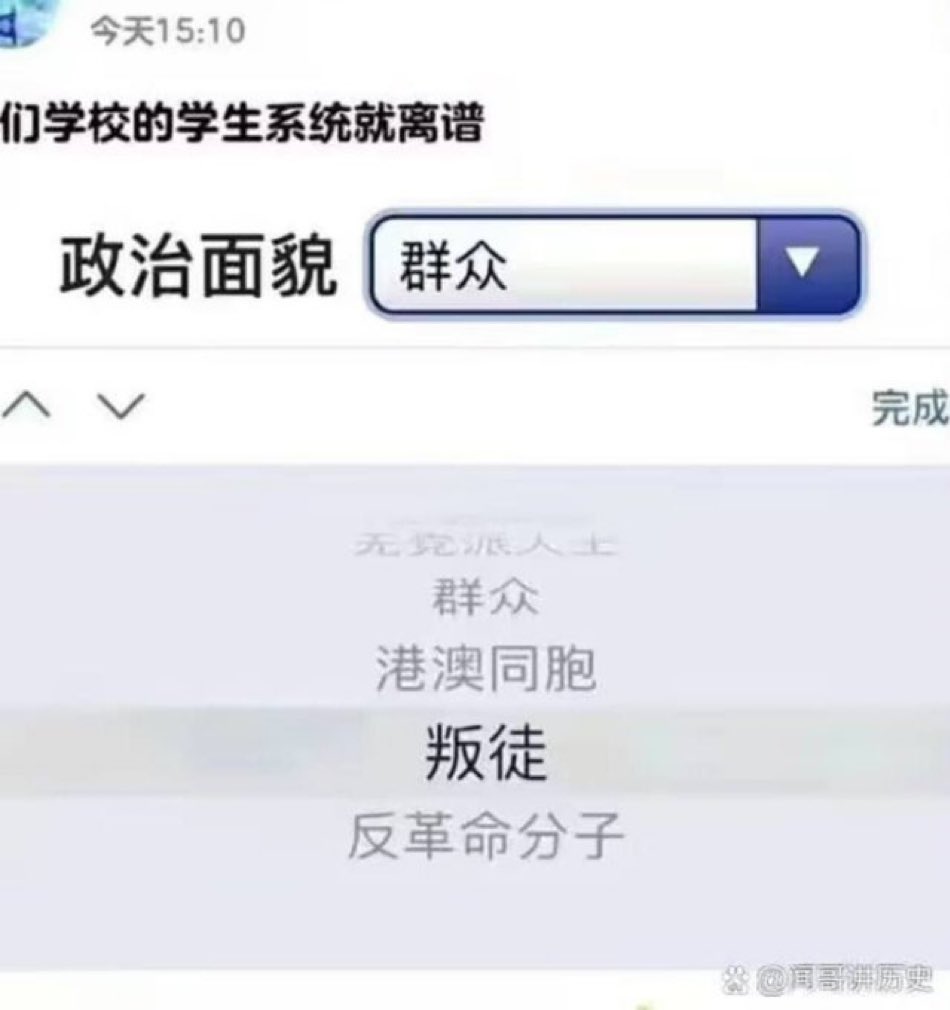 今天15:10
们学校的学生系统就离谱
政治面貌 群众
完成
无党派人士
群众
港澳同胞
叛徒
反革命分子
@闻哥讲历史